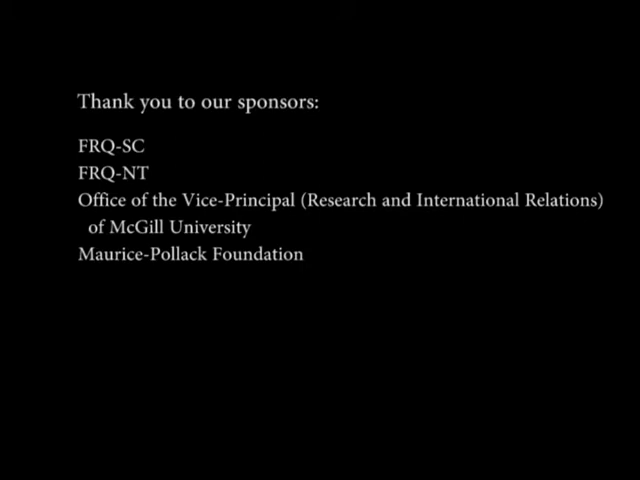 Thank you to our sponsors:
FRQ-SC
FRQ-NT
Office of the Vice-Principal (Research and International Relations)
of McGill University
Maurice-Pollack Foundation